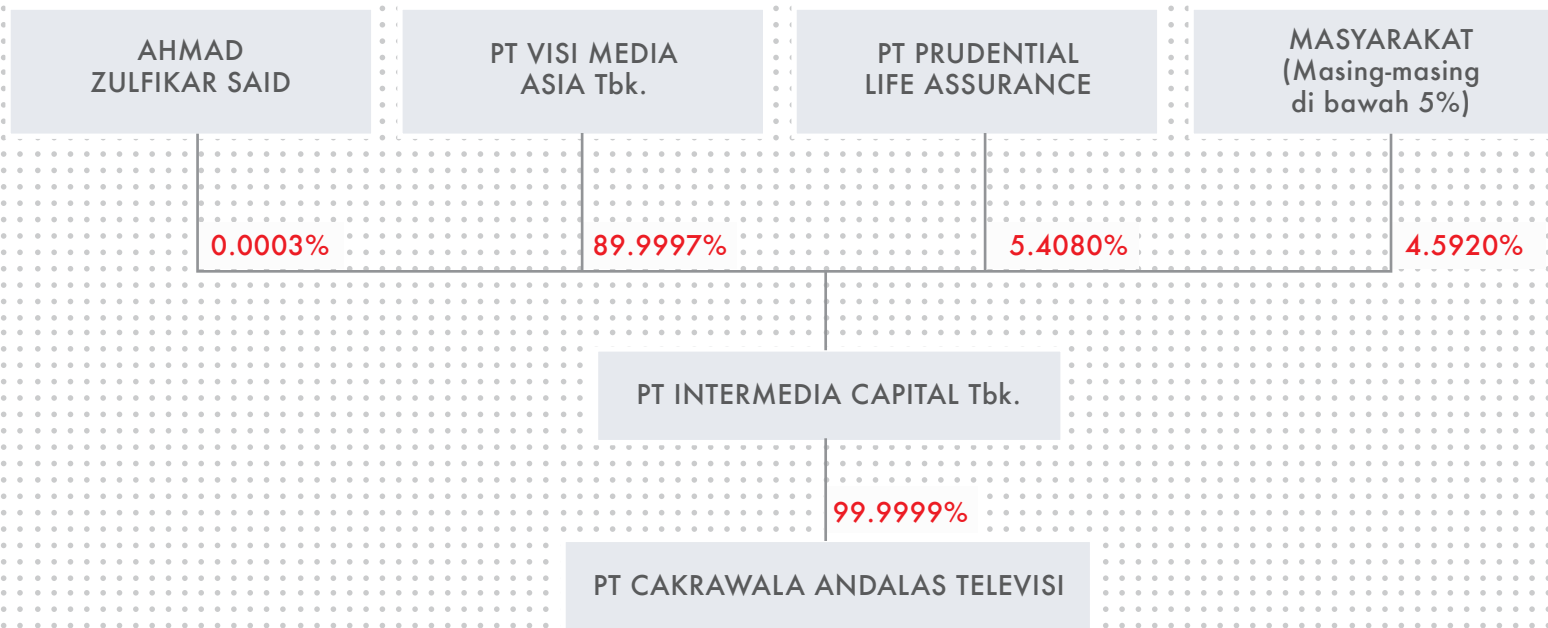 AHMAD
ZULFIKAR SAID
PT VISI MEDIA
ASIA Tbk.
PT PRUDENTIAL
LIFE ASSURANCE
MASYARAKAT
(Masing-masing
di bawah 5%)
0.0003%
89.9997%
5.4080%
4.5920%
PT INTERMEDIA CAPITAL Tbk.
99.9999%
PT CAKRAWALA ANDALAS TELEVISI